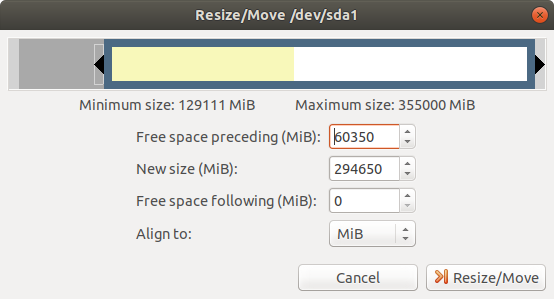 Resize/Move /dev/sda1
Minimum size: 129111 MiB Maximum size: 355000 MiB
Free space preceding (MiB): 60350
New size (MiB): 294650
Free space following (MiB): 0
Align to: MiB
Cancel Resize/Move